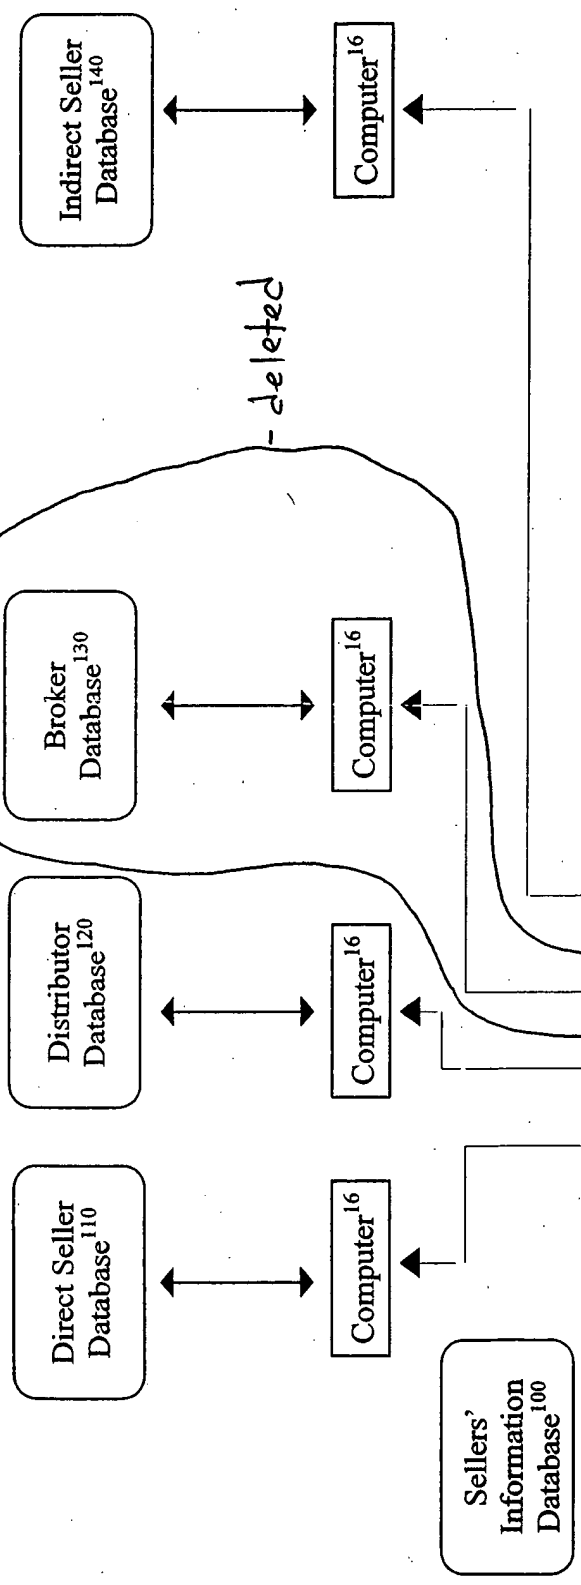 Direct Seller
Database110
Distributor
Database120
Broker
Database130
Indirect Seller
Database140
Computer16
Computer16
Computer16
Computer16
- deleted
Sellers'
Information
Database100